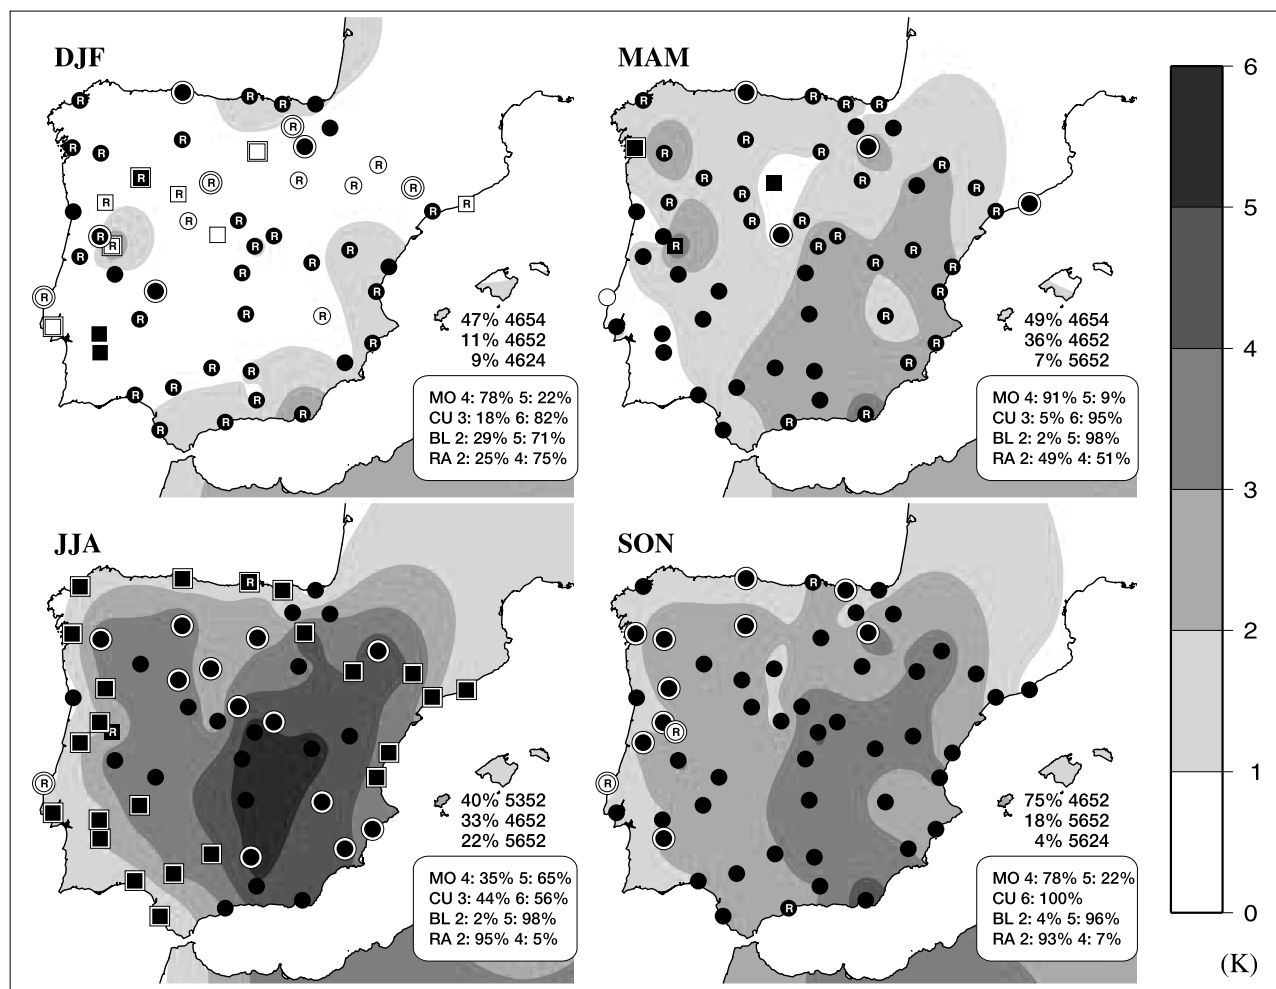 DJF
47% 4654
11% 4652
9% 4624
MO 4: 78% 5: 22%
CU 3: 18% 6: 82%
BL 2: 29% 5: 71%
RA 2: 25% 4: 75%
MAM
49% 4654
36% 4652
7% 5652
MO 4: 91% 5: 9%
CU 3: 5% 6: 95%
BL 2: 2% 5: 98%
RA 2: 49% 4: 51%
JJA
40% 5352
33% 4652
22% 5652
MO 4: 35% 5: 65%
CU 3: 44% 6: 56%
BL 2: 2% 5: 98%
RA 2: 95% 4: 5%
SON
75% 4652
18% 5652
4% 5624
MO 4: 78% 5: 22%
CU 6: 100%
BL 2: 4% 5: 96%
RA 2: 93% 4: 7%
6
5
4
3
2
1
0
(K)